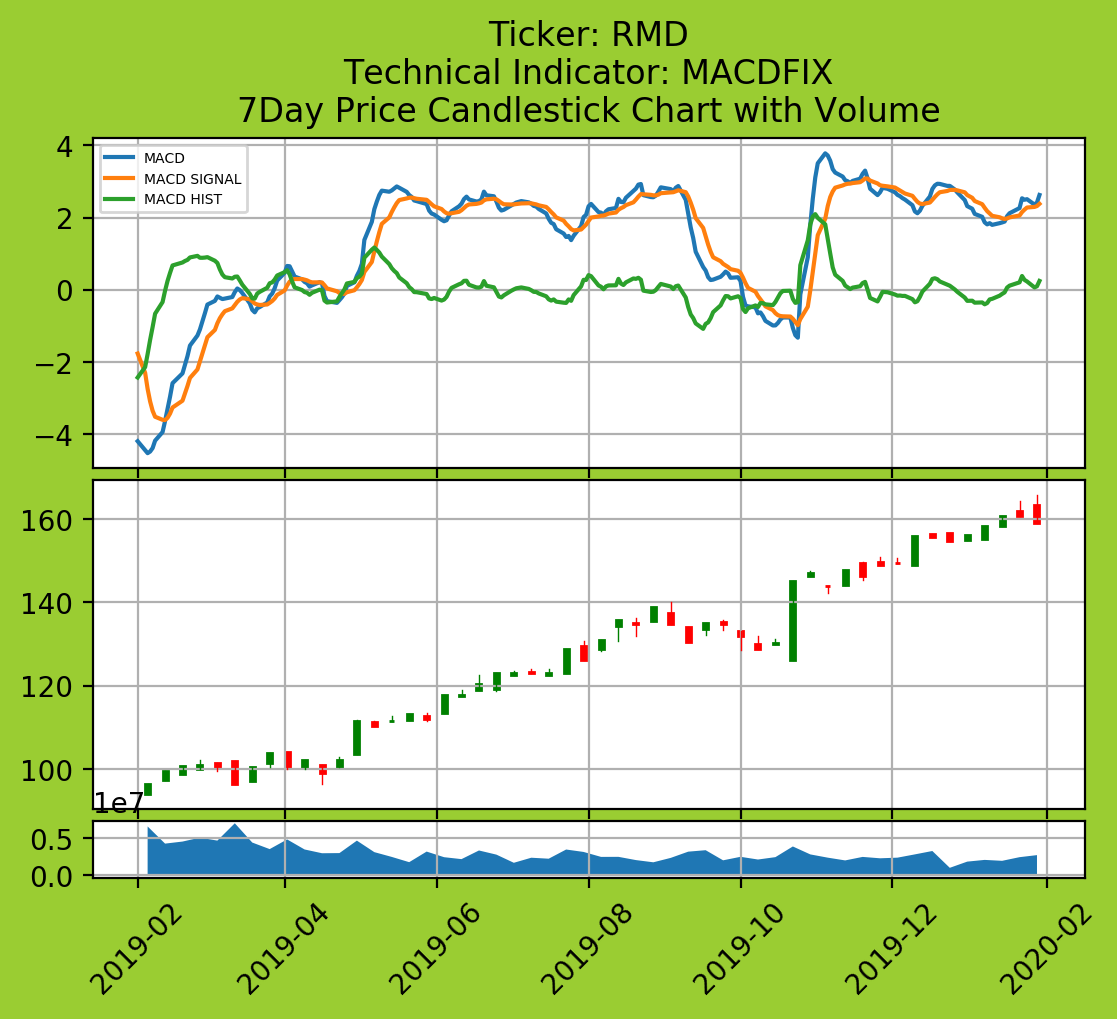 Ticker: RMD
Technical Indicator: MACDFIX
7Day Price Candlestick Chart with Volume
MACD
MACD SIGNAL
MACD HIST
4
2
0
−2
−4
160
140
120
100
1e7
0.5
0.0
2019-02
2019-04
2019-06
2019-08
2019-10
2019-12
2020-02